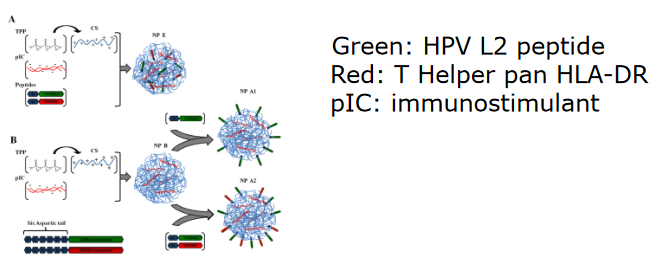 A
TPP
CS
pIC
Peptides
NP E
NP A1
B
TPP
CS
pIC
NP B
NP A2
Six Aspartic tail
Green: HPV L2 peptide
Red: T Helper pan HLA-DR
pIC: immunostimulant